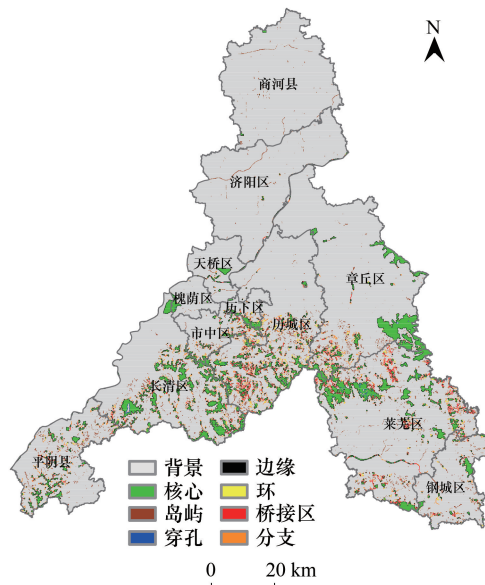 N
商河县
济阳区
天桥区
章丘区
槐荫区
历下区
市中区
历城区
长清区
莱芜区
平阴县
钢城区
背景 边缘
核心 环
岛屿 桥接区
穿孔 分支
0 20 km